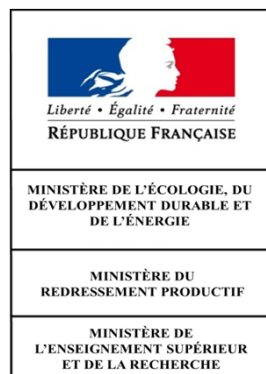 Liberté • Égalité • Fraternité
RÉPUBLIQUE FRANÇAISE
MINISTÈRE DE L'ÉCOLOGIE, DU
DÉVELOPPEMENT DURABLE ET
DE L'ÉNERGIE
MINISTÈRE DU
REDRESSEMENT PRODUCTIF
MINISTÈRE DE
L'ENSEIGNEMENT SUPÉRIEUR
ET DE LA RECHERCHE